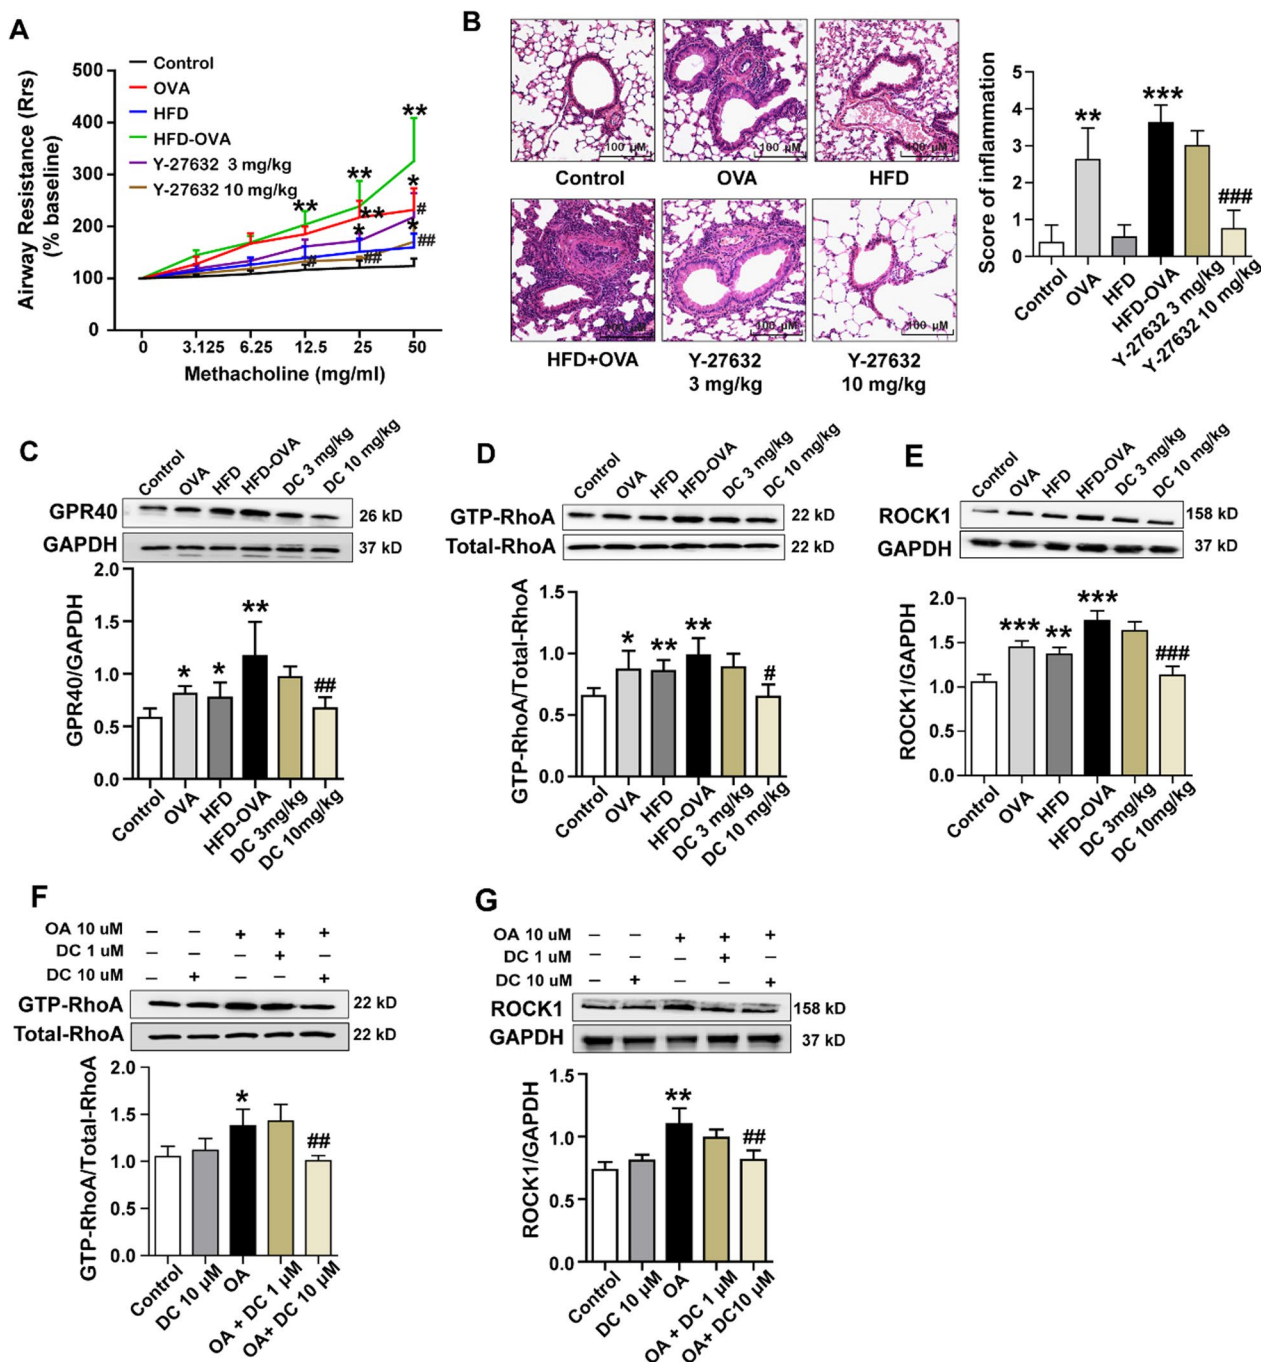 A
Airway Resistance (Rrs)
(% baseline)
500
400
300
200
100
0
Control
OVA
HFD
HFD-OVA
Y-27632 3 mg/kg
Y-27632 10 mg/kg
**
**
**
*
**
#
*
*
##
#
##
0 3.125 6.25 12.5 25 50
Methacholine (mg/ml)
B
100 μM 100 μM 100 μM
Control OVA HFD
100 μM 100 μM 100 μM
HFD+OVA Y-27632 Y-27632
3 mg/kg 10 mg/kg
Score of inflammation
5
4
3
2
1
0
** *** ###
Control OVA HFD HFD-OVA Y-27632 3 mg/kg Y-27632 10 mg/kg
C
Control OVA HFD HFD-OVA DC 3 mg/kg DC 10 mg/kg
GPR40 26 kD
GAPDH 37 kD
GPR40/GAPDH
2.0
1.5
1.0
0.5
0.0
* * ** ##
Control OVA HFD HFD-OVA DC 3mg/kg DC 10mg/kg
D
Control OVA HFD HFD-OVA DC 3 mg/kg DC 10 mg/kg
GTP-RhoA 22 kD
Total-RhoA 22 kD
GTP-RhoA/Total-RhoA
1.5
1.0
0.5
0.0
* ** ** #
Control OVA HFD HFD-OVA DC 3 mg/kg DC 10 mg/kg
E
Control OVA HFD HFD-OVA DC 3 mg/kg DC 10 mg/kg
ROCK1 158 kD
GAPDH 37 kD
ROCK1/GAPDH
2.0
1.5
1.0
0.5
0.0
*** ** *** ###
Control OVA HFD HFD-OVA DC 3mg/kg DC 10mg/kg
F
OA 10 uM – – + + +
DC 1 uM – – – + –
DC 10 uM – + – – +
GTP-RhoA 22 kD
Total-RhoA 22 kD
GTP-RhoA/Total-RhoA
2.0
1.5
1.0
0.5
0.0
* ##
Control DC 10 μM OA OA + DC 1 μM OA+ DC 10 μM
G
OA 10 uM – – + + +
DC 1 uM – – – + –
DC 10 uM – + – – +
ROCK1 158 kD
GAPDH 37 kD
ROCK1/GAPDH
1.5
1.0
0.5
0.0
** ##
Control DC 10 μM OA OA + DC 1 μM OA+ DC10 μM